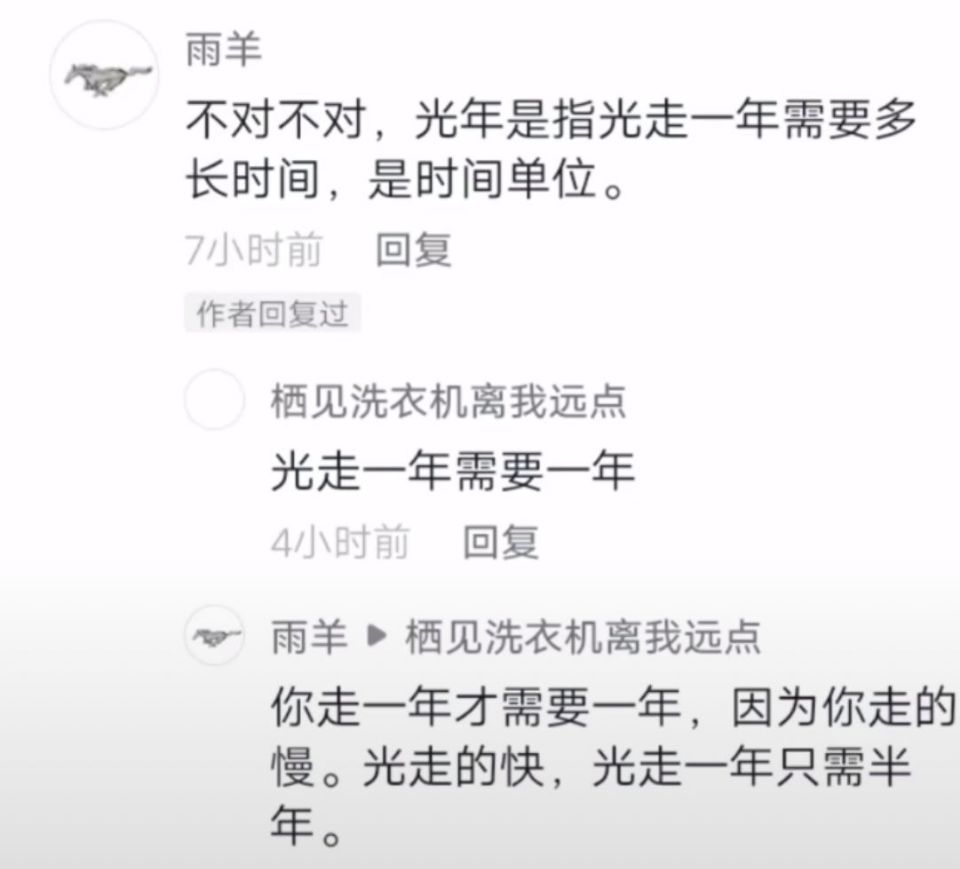 雨羊
不对不对，光年是指光走一年需要多
长时间，是时间单位。
7小时前 回复
作者回复过
栖见洗衣机离我远点
光走一年需要一年
4小时前 回复
雨羊 ▶ 栖见洗衣机离我远点
你走一年才需要一年，因为你走的
慢。光走的快，光走一年只需半
年。